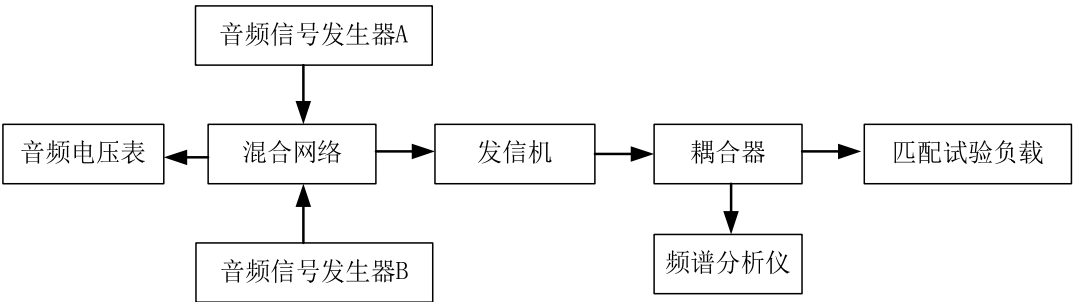 音频信号发生器A
音频电压表
混合网络
发信机
耦合器
匹配试验负载
音频信号发生器B
频谱分析仪